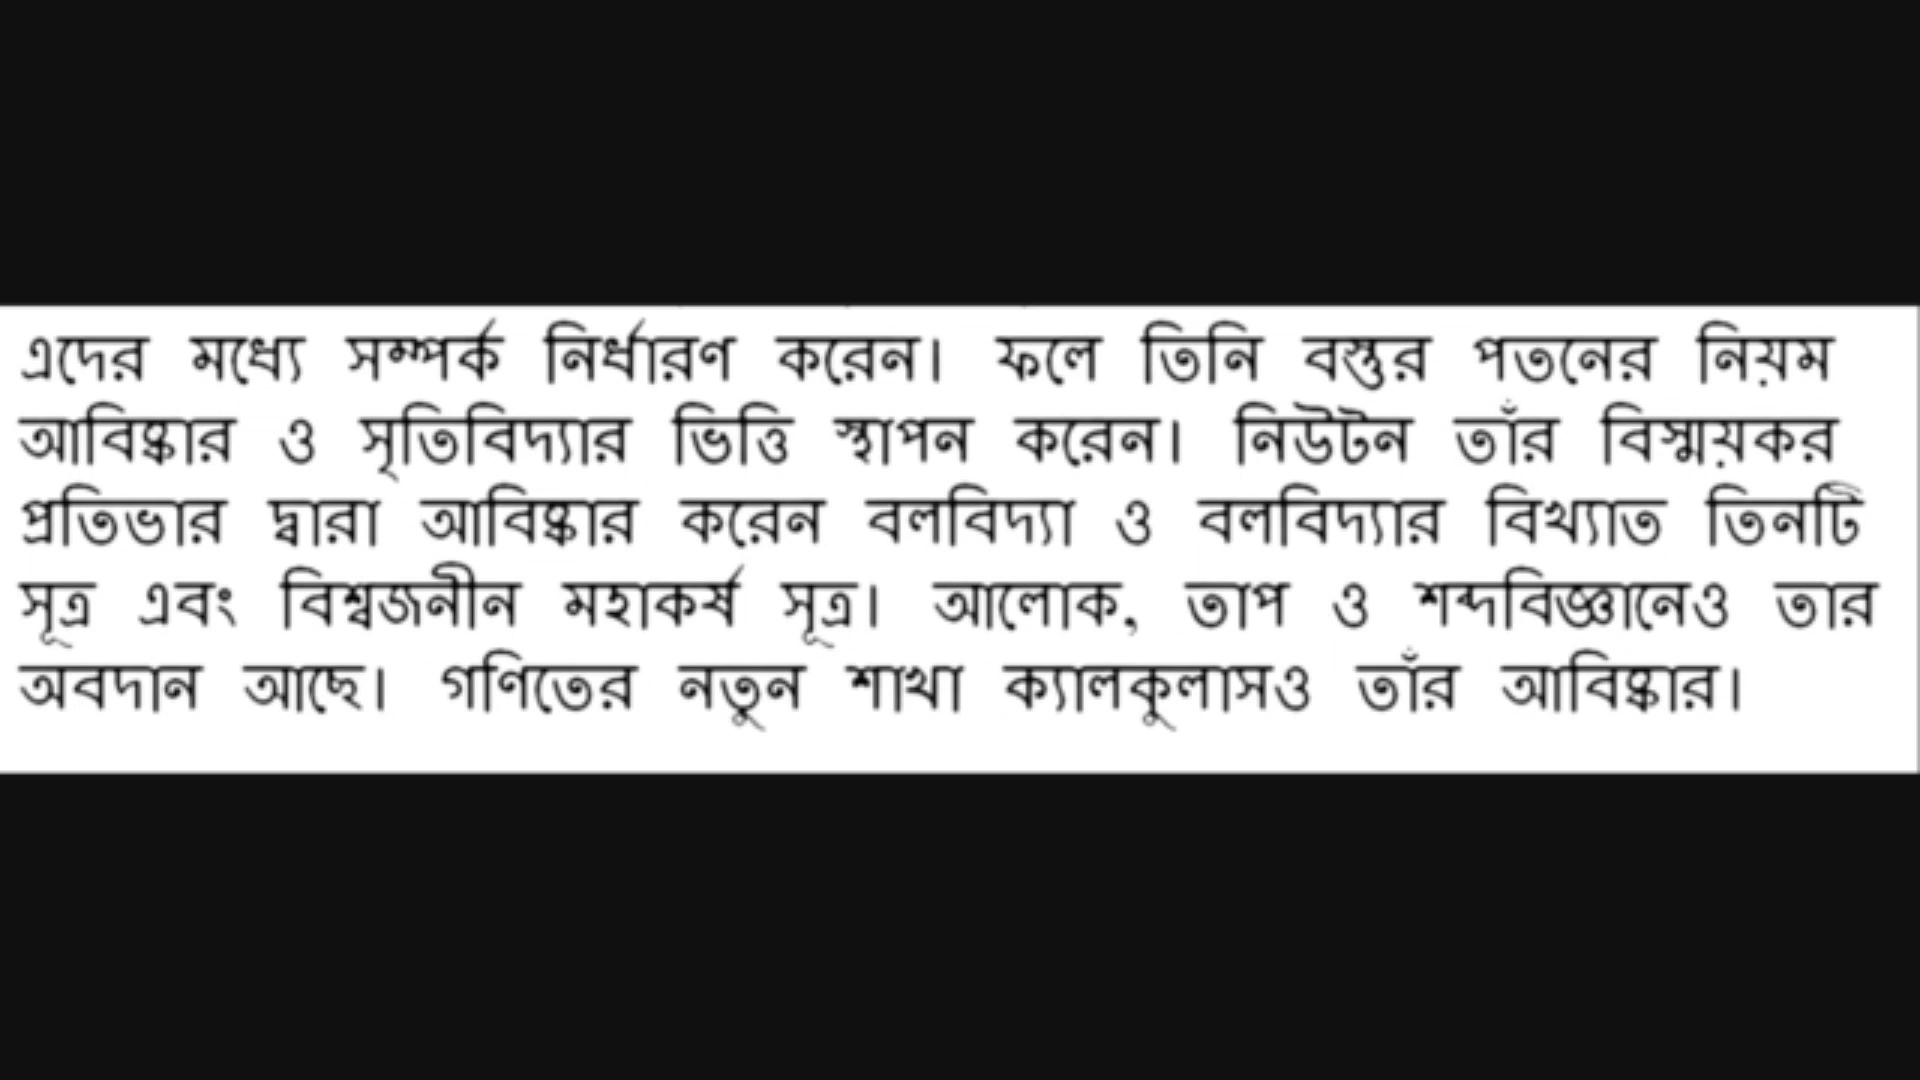 এদের মধ্যে সম্পর্ক নির্ধারণ করেন। ফলে তিনি বস্তুর পতনের নিয়ম
আবিষ্কার ও সৃতিবিদ্যার ভিত্তি স্থাপন করেন। নিউটন তাঁর বিস্ময়কর
প্রতিভার দ্বারা আবিষ্কার করেন বলবিদ্যা ও বলবিদ্যার বিখ্যাত তিনটি
সূত্র এবং বিশ্বজনীন মহাকর্ষ সূত্র। আলোক, তাপ ও শব্দবিজ্ঞানেও তার
অবদান আছে। গণিতের নতুন শাখা ক্যালকুলাসও তাঁর আবিষ্কার।